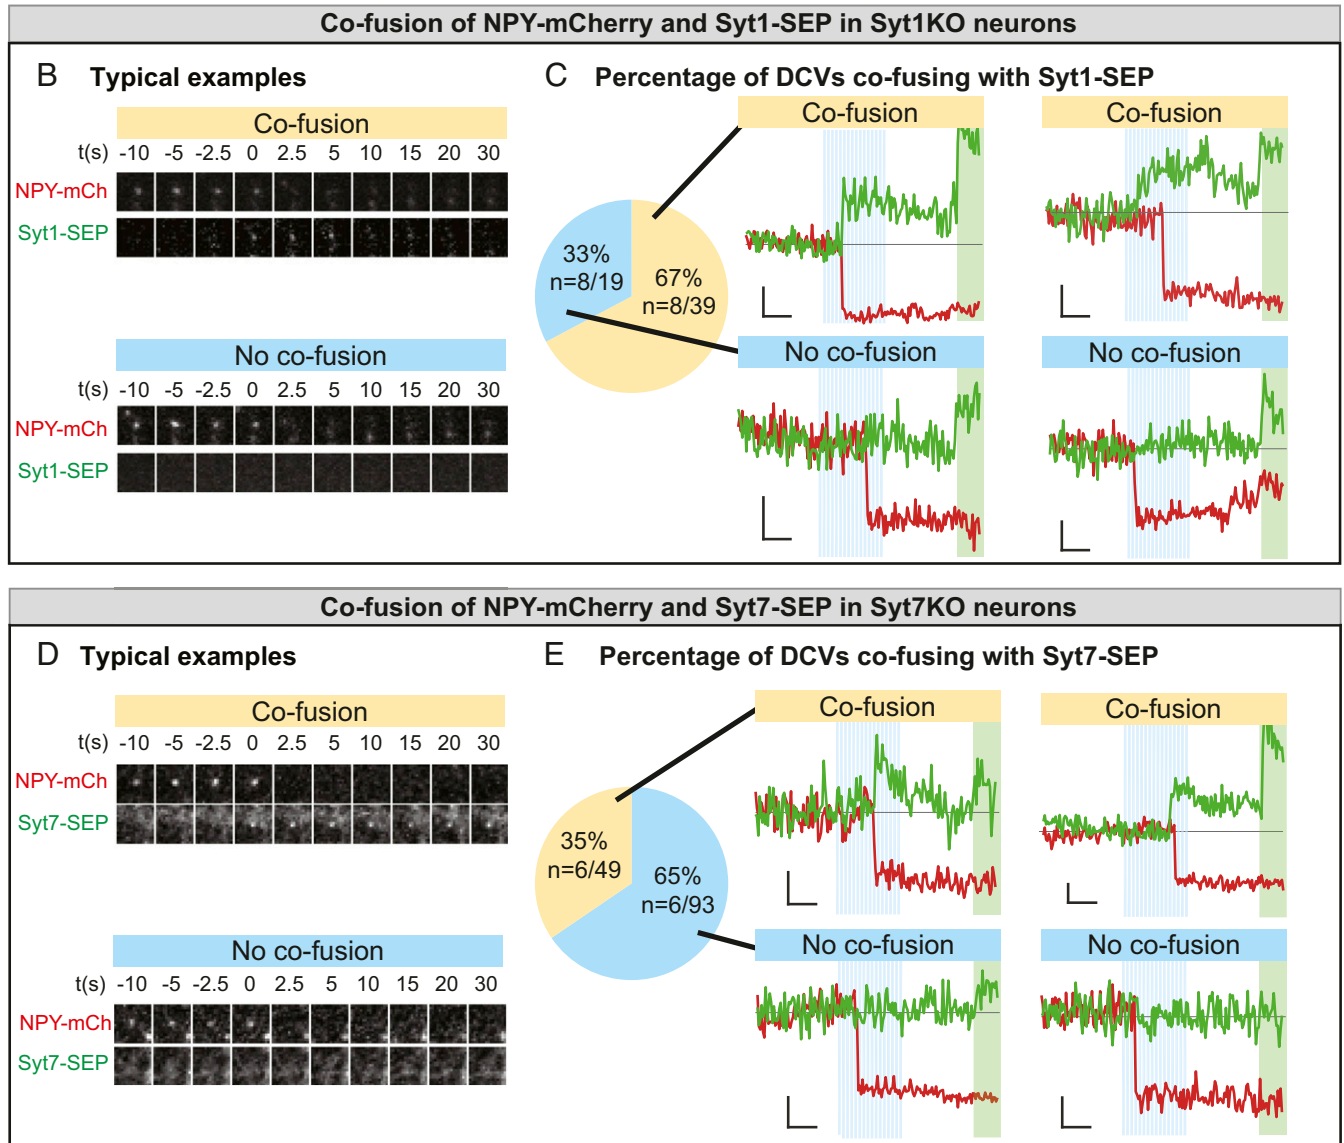 Co-fusion of NPY-mCherry and Syt1-SEP in Syt1KO neurons
B Typical examples
Co-fusion
t(s) -10 -5 -2.5 0 2.5 5 10 15 20 30
NPY-mCh
Syt1-SEP
No co-fusion
t(s) -10 -5 -2.5 0 2.5 5 10 15 20 30
NPY-mCh
Syt1-SEP
C Percentage of DCVs co-fusing with Syt1-SEP
Co-fusion Co-fusion
33%
n=8/19
67%
n=8/39
No co-fusion No co-fusion
Co-fusion of NPY-mCherry and Syt7-SEP in Syt7KO neurons
D Typical examples
Co-fusion
t(s) -10 -5 -2.5 0 2.5 5 10 15 20 30
NPY-mCh
Syt7-SEP
No co-fusion
t(s) -10 -5 -2.5 0 2.5 5 10 15 20 30
NPY-mCh
Syt7-SEP
E Percentage of DCVs co-fusing with Syt7-SEP
Co-fusion Co-fusion
35%
n=6/49
65%
n=6/93
No co-fusion No co-fusion